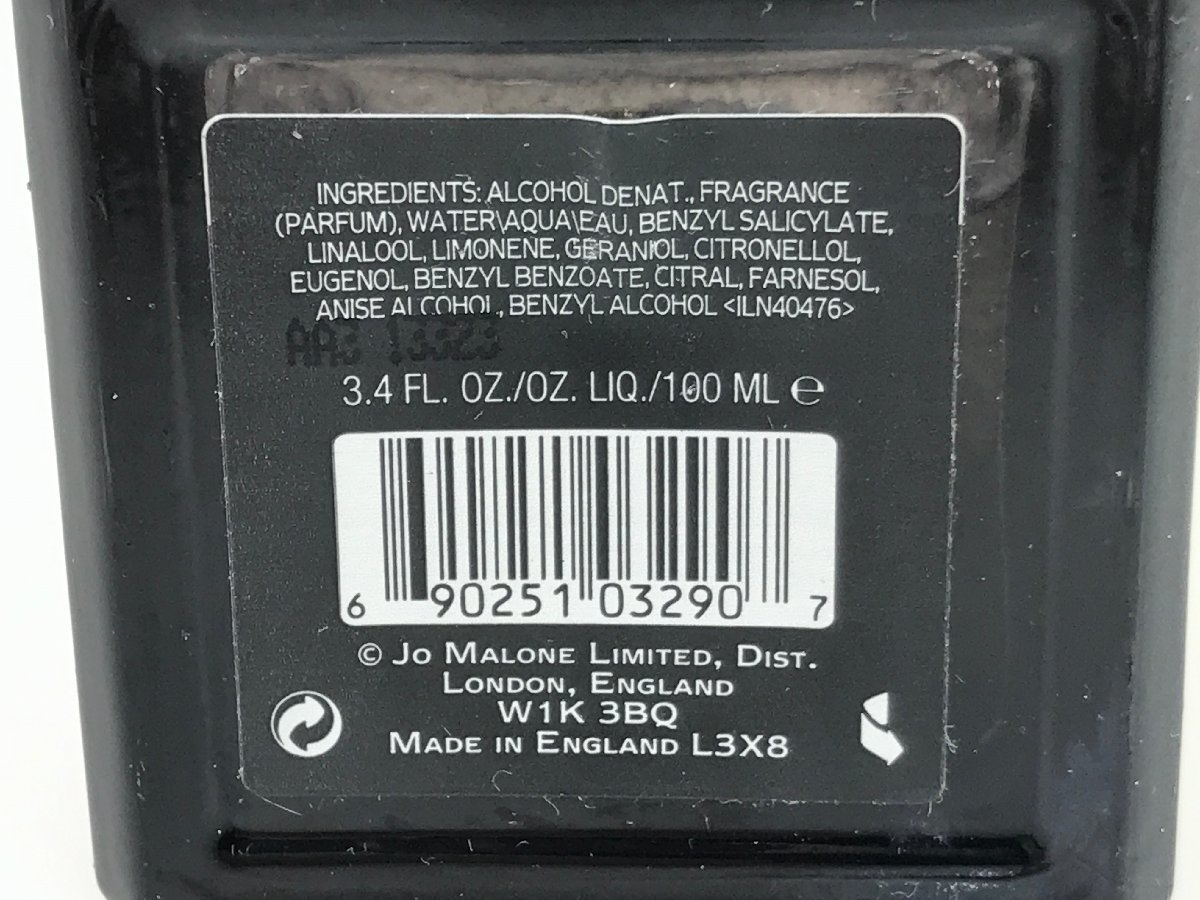 INGREDIENTS: ALCOHOL DENAT., FRAGRANCE
(PARFUM), WATER\AQUA\EAU, BENZYL SALICYLATE,
LINALOOL, LIMONENE, GERANIOL, CITRONELLOL,
EUGENOL, BENZYL BENZOATE, CITRAL, FARNESOL,
ANISE ALCOHOL, BENZYL ALCOHOL <ILN40476>
3.4 FL. OZ./OZ. LIQ./100 ML ℮
6 90251 03290 7
© JO MALONE LIMITED, DIST.
LONDON, ENGLAND
W1K 3BQ
MADE IN ENGLAND L3X8